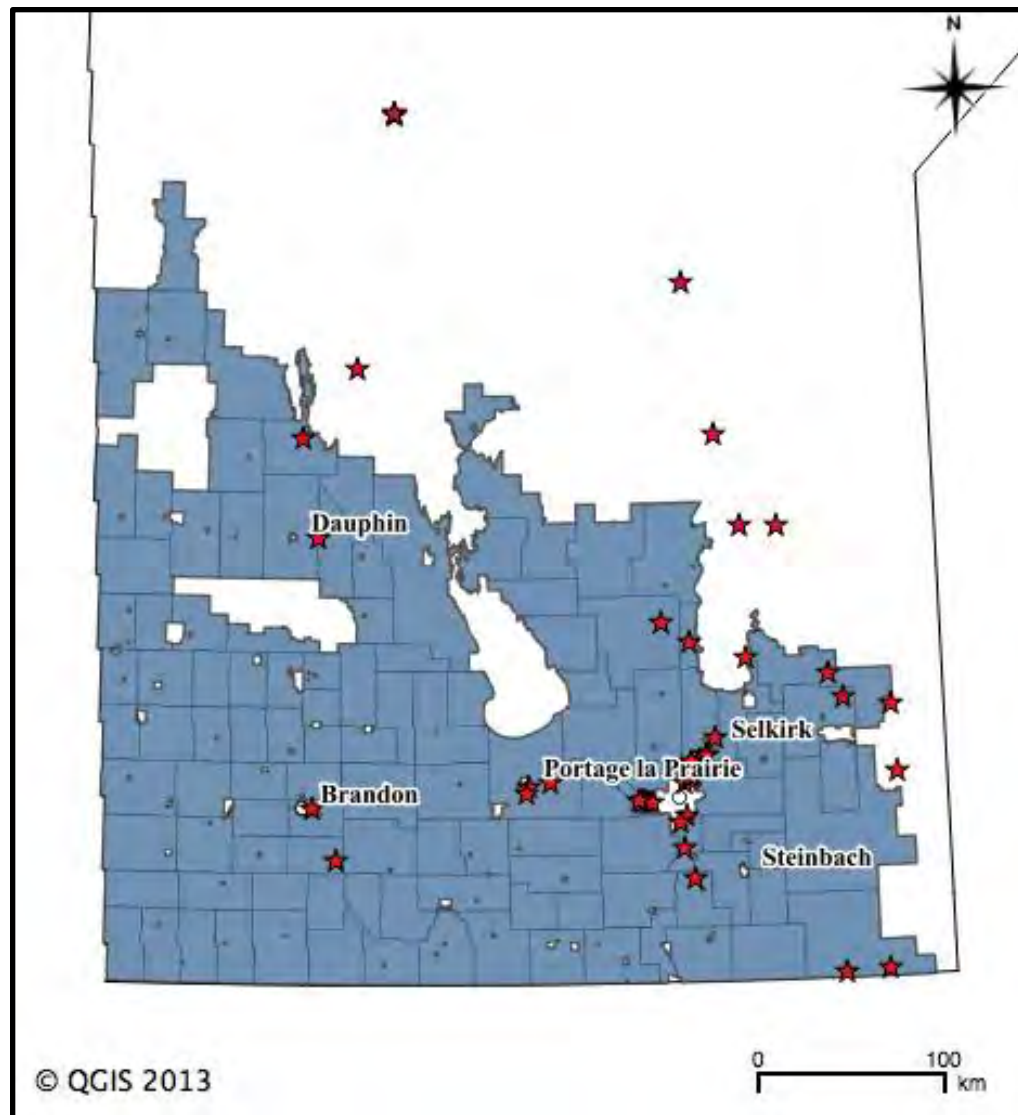 N
Dauphin
Selkirk
Portage la Prairie
Brandon
Steinbach
© QGIS 2013
0 100
km